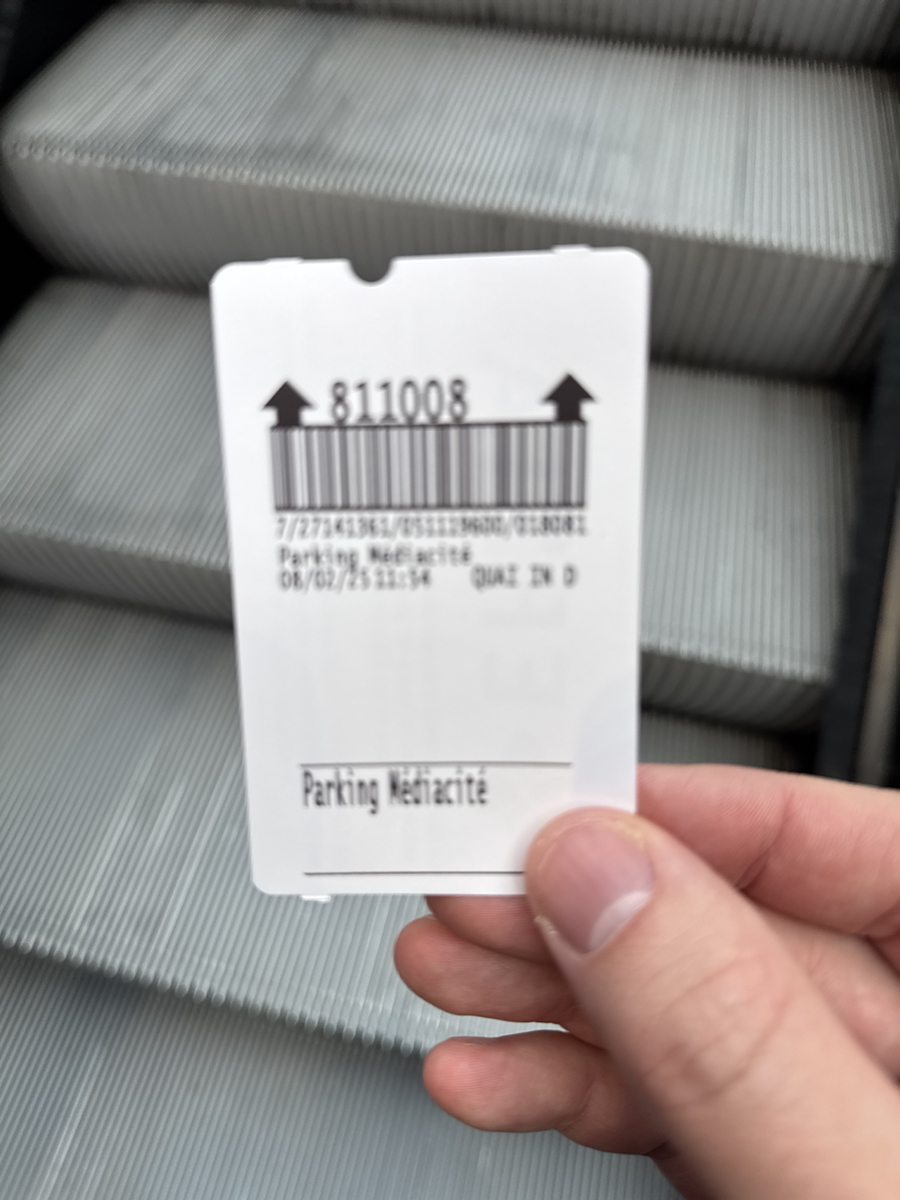 811008
7/27141361/051119600/018081
Parking Médiacité
08/02/25 11:54 QUAI IN D
Parking Médiacité